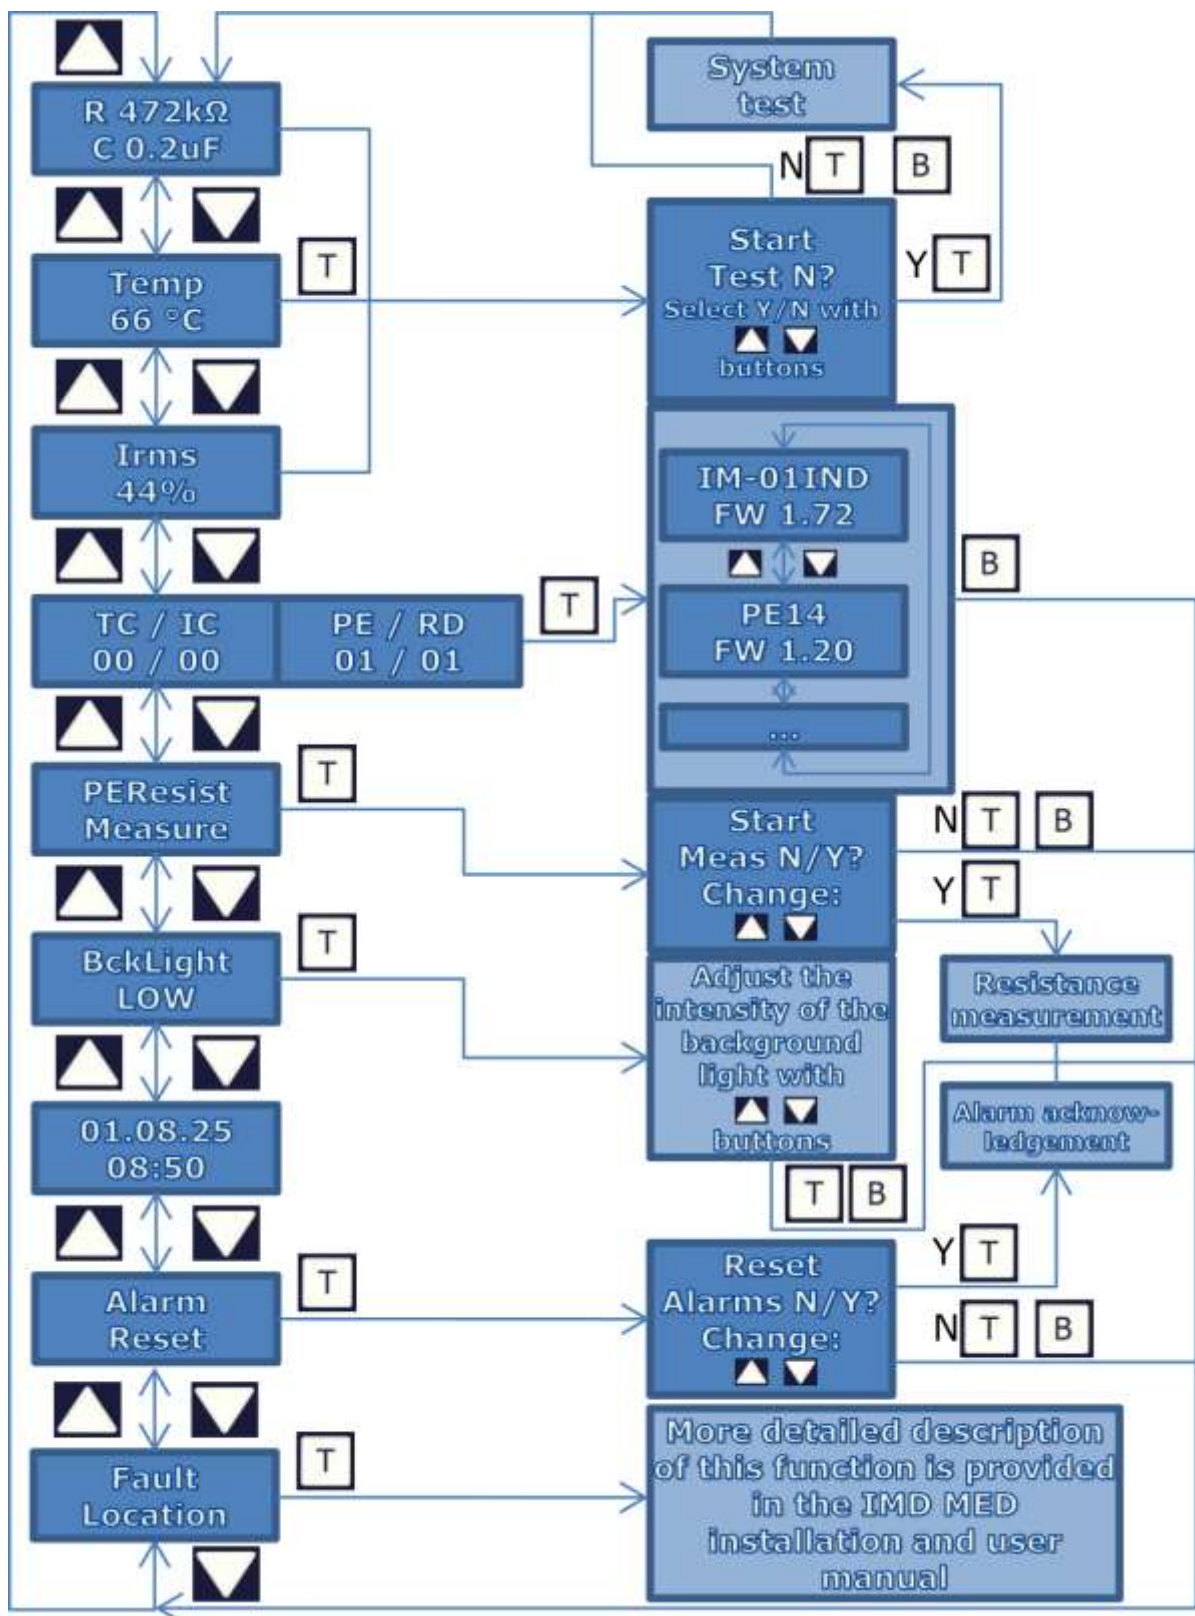 R 472kΩ
C 0.2uF
System
test
N T B
Temp
66 °C
T
Start
Test N?
Select Y/N with
buttons
Y T
Irms
44%
IM-01IND
FW 1.72
B
TC / IC
00 / 00
PE / RD
01 / 01
T
PE14
FW 1.20
...
PEResist
Measure
T
Start
Meas N/Y?
Change:
N T B
Y T
BckLight
LOW
T
Adjust the
intensity of the
background
light with
buttons
T B
Resistance
measurement
Alarm acknow-
ledgement
01.08.25
08:50
Alarm
Reset
T
Reset
Alarms N/Y?
Change:
Y T
N T B
Fault
Location
T
More detailed description
of this function is provided
in the IMD MED
installation and user
manual